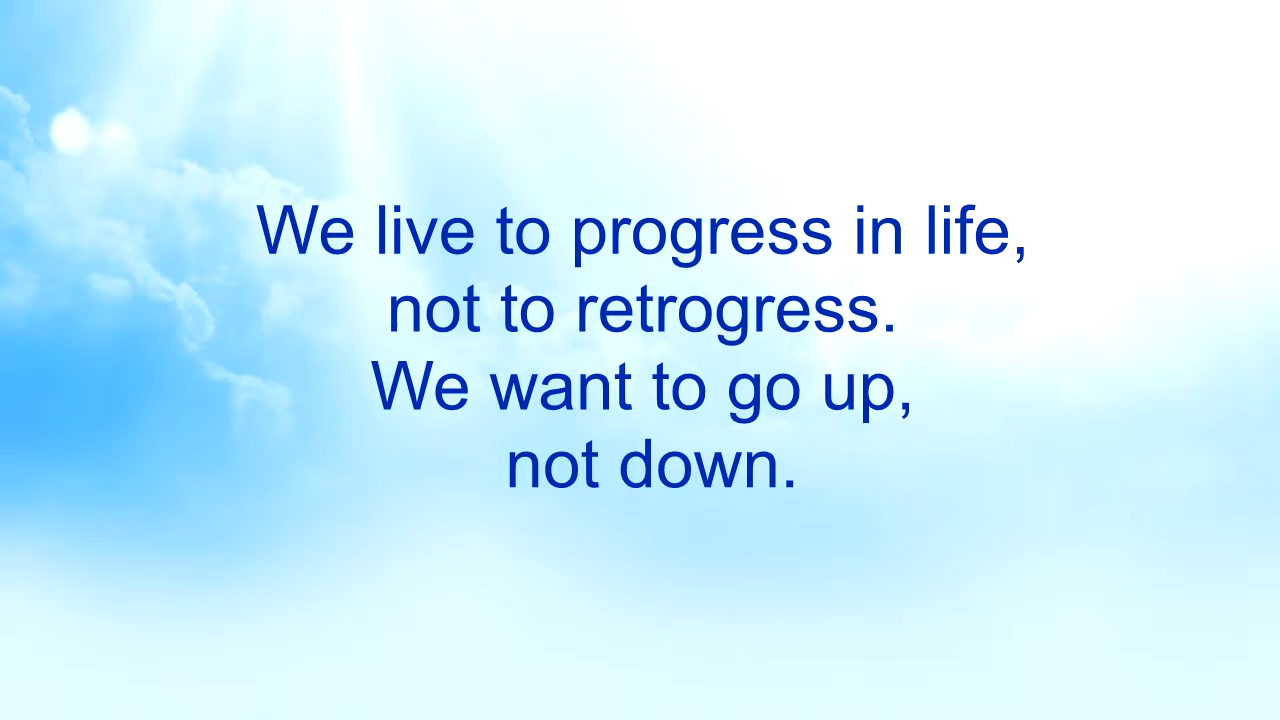 We live to progress in life,
not to retrogress.
We want to go up,
not down.